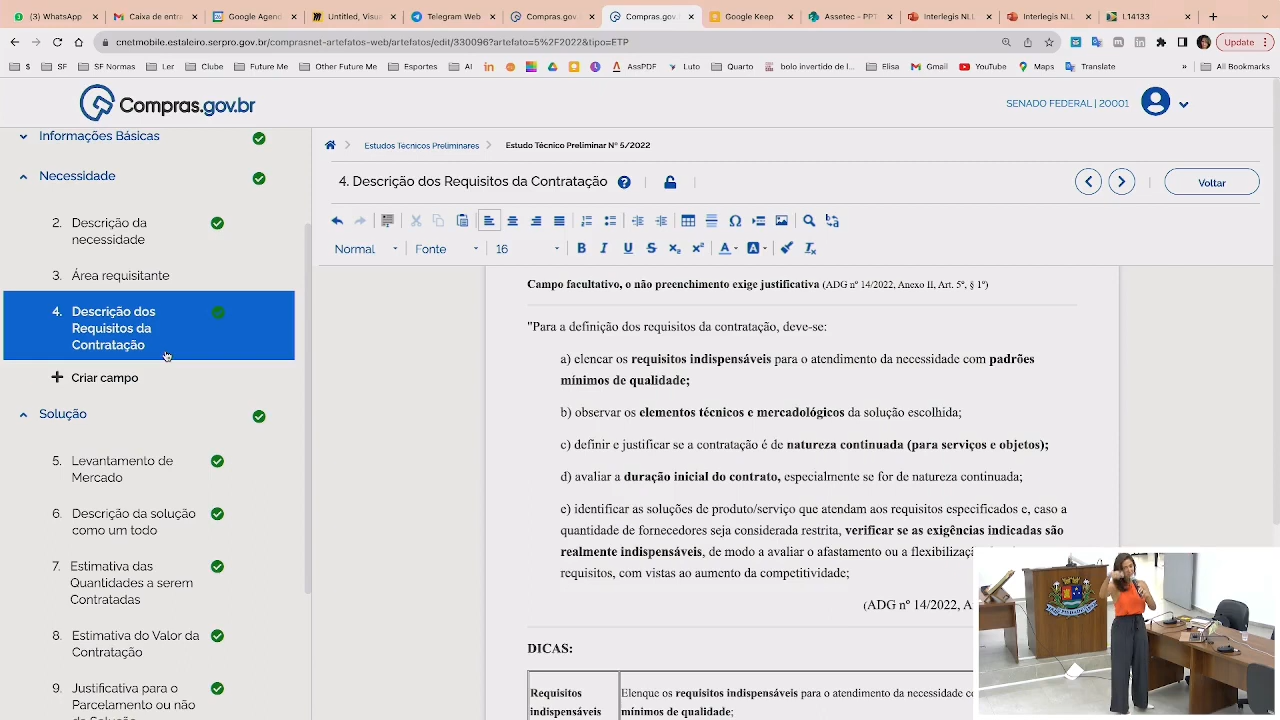 WhatsApp
Caixa de entra
Google Agend
Untitled, Visua
Telegram Web
Compras.gov.b
Compras.gov.b
Google Keep
Assetec - PPT
Interlegis NLL
Interlegis NLL
L14133
cnetmobile.estaleiro.serpro.gov.br/comprasnet-artefatos-web/artefatos/edit/330096?artefato=5%2F2022&tipo=ETP
Update
$
SF
SF Normas
Ler
Clube
Future Me
Other Future Me
Esportes
AI
AssPDF
Luto
Quarto
bolo invertido de l...
Elisa
Gmail
YouTube
Maps
Translate
»
All Bookmarks
Compras.gov.br
SENADO FEDERAL | 20001
Informações Básicas
Necessidade
2. Descrição da
necessidade
3. Área requisitante
4. Descrição dos
Requisitos da
Contratação
Criar campo
Solução
5. Levantamento de
Mercado
6. Descrição da solução
como um todo
7. Estimativa das
Quantidades a serem
Contratadas
8. Estimativa do Valor da
Contratação
9. Justificativa para o
Parcelamento ou não
da Solução
Estudos Técnicos Preliminares
Estudo Técnico Preliminar Nº 5/2022
4. Descrição dos Requisitos da Contratação
Voltar
Normal
Fonte
16
Campo facultativo, o não preenchimento exige justificativa (ADG nº 14/2022, Anexo II, Art. 5º, § 1º)
"Para a definição dos requisitos da contratação, deve-se:
a) elencar os requisitos indispensáveis para o atendimento da necessidade com padrões
mínimos de qualidade;
b) observar os elementos técnicos e mercadológicos da solução escolhida;
c) definir e justificar se a contratação é de natureza continuada (para serviços e objetos);
d) avaliar a duração inicial do contrato, especialmente se for de natureza continuada;
e) identificar as soluções de produto/serviço que atendam aos requisitos especificados e, caso a
quantidade de fornecedores seja considerada restrita, verificar se as exigências indicadas são
realmente indispensáveis, de modo a avaliar o afastamento ou a flexibilizaç
requisitos, com vistas ao aumento da competitividade;
(ADG nº 14/2022, A
DICAS:
Requisitos
indispensáveis
Elenque os requisitos indispensáveis para o atendimento da necessidade co
mínimos de qualidade;